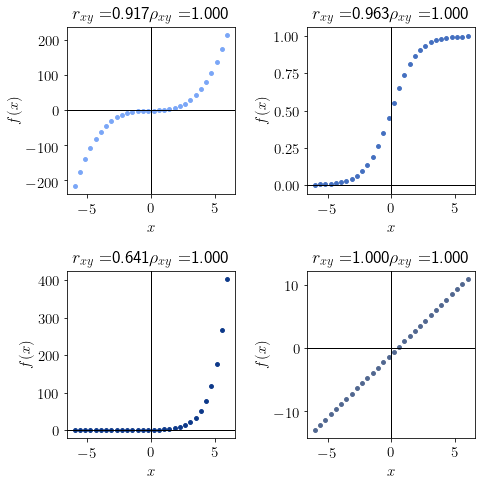 r_xy =0.917ρ_xy =1.000
200
100
0
−100
−200
f(x)
−5 0 5
x
r_xy =0.963ρ_xy =1.000
1.00
0.75
0.50
0.25
0.00
f(x)
−5 0 5
x
r_xy =0.641ρ_xy =1.000
400
300
200
100
0
f(x)
−5 0 5
x
r_xy =1.000ρ_xy =1.000
10
0
−10
f(x)
−5 0 5
x